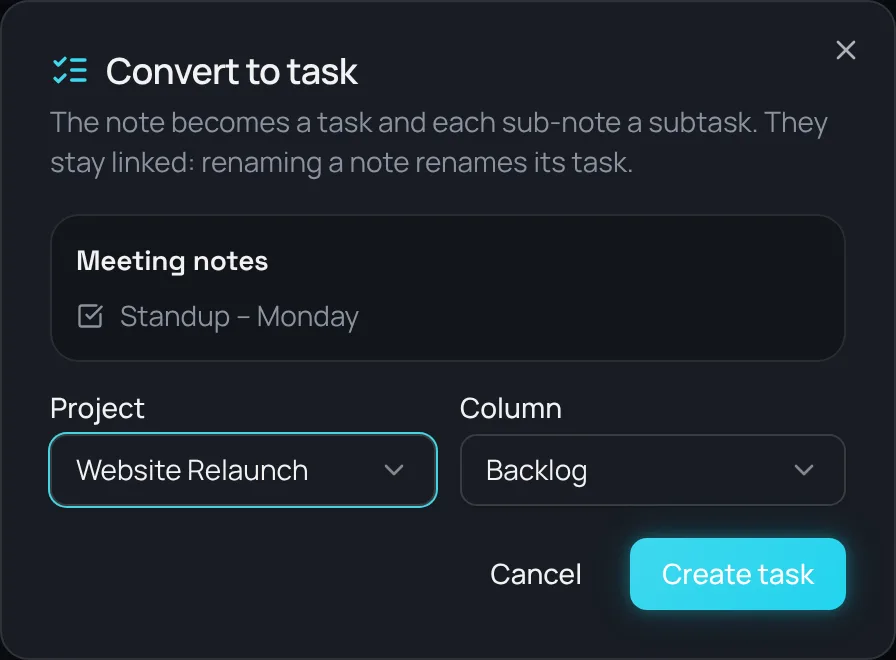 Convert to task
The note becomes a task and each sub-note a subtask. They
stay linked: renaming a note renames its task.
Meeting notes
Standup – Monday
Project
Column
Website Relaunch
Backlog
Cancel
Create task